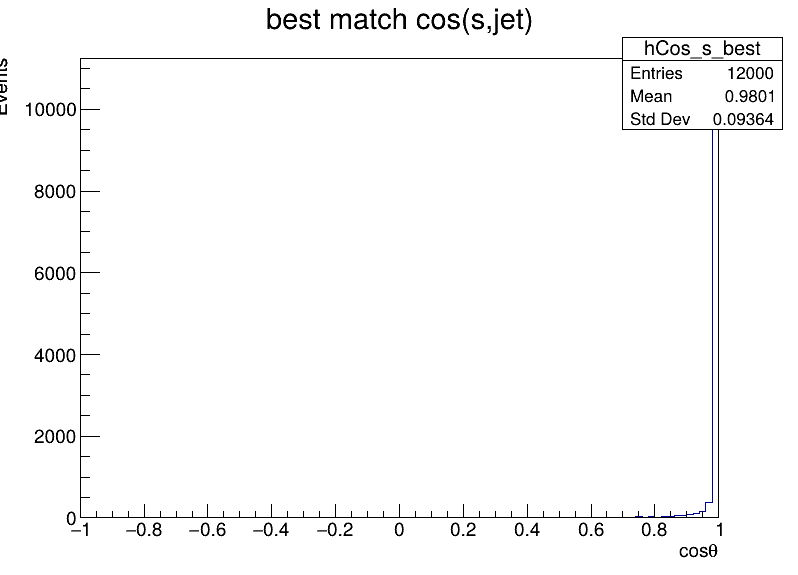 best match cos(s,jet)
hCos_s_best
Entries 12000
Mean 0.9801
Std Dev 0.09364
Events
10000
8000
6000
4000
2000
0
−1 −0.8 −0.6 −0.4 −0.2 0 0.2 0.4 0.6 0.8 1
cosθ